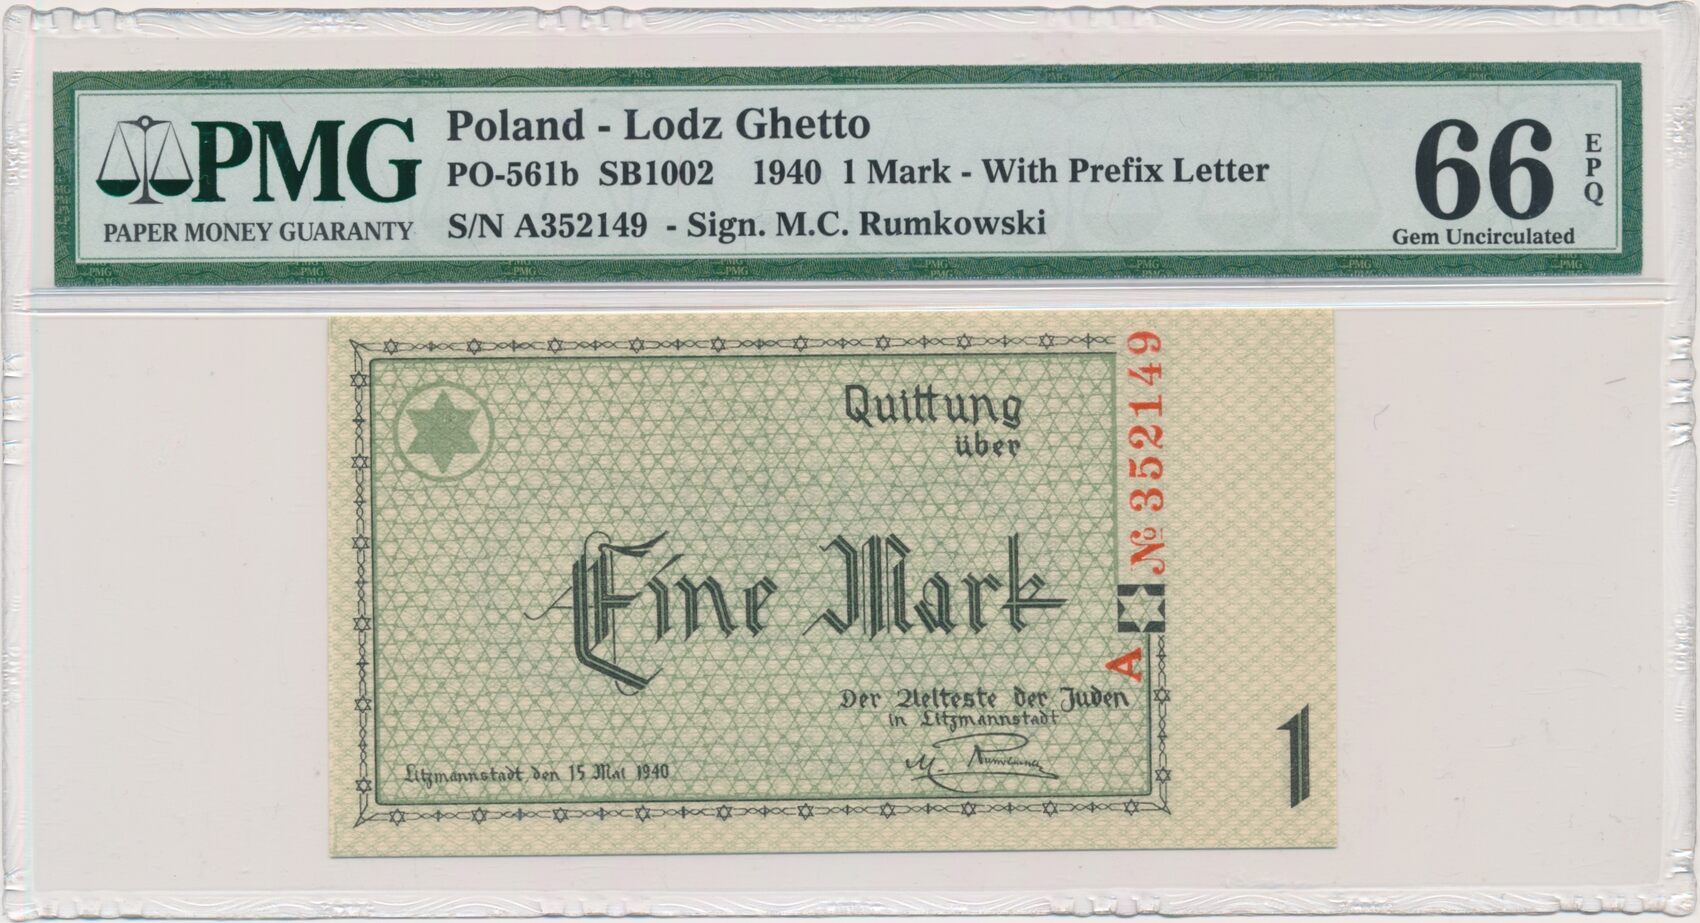 PMG
PAPER MONEY GUARANTY
Poland - Lodz Ghetto
PO-561b SB1002 1940 1 Mark - With Prefix Letter
S/N A352149 - Sign. M.C. Rumkowski
66
EPQ
Gem Uncirculated
Quittung
über
Eine Mark
Der Aelteste der Juden
in Litzmannstadt
Litzmannstadt den 15 Mai 1940
A № 352149
1